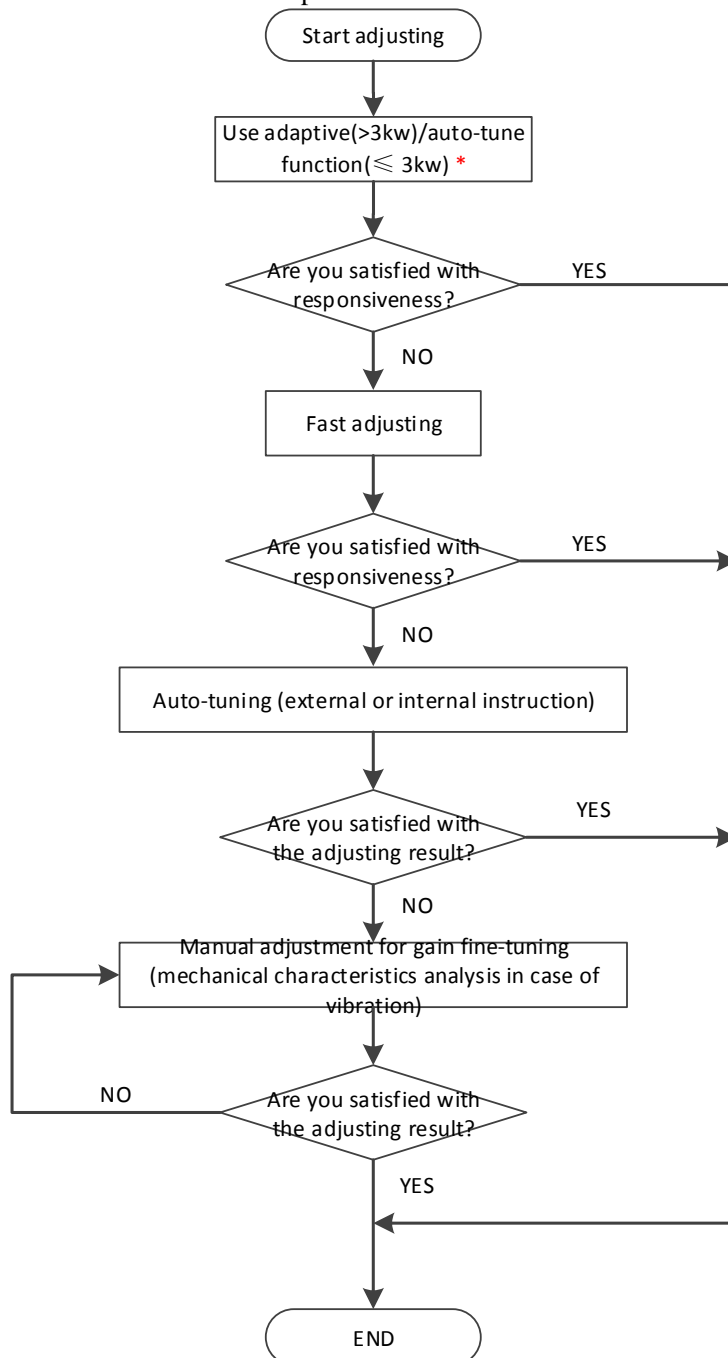 Start adjusting
Use adaptive(>3kw)/auto-tune
function(≦ 3kw) *
Are you satisfied with
responsiveness?
YES
NO
Fast adjusting
Are you satisfied with
responsiveness?
YES
NO
Auto-tuning (external or internal instruction)
Are you satisfied with
the adjusting result?
YES
NO
Manual adjustment for gain fine-tuning
(mechanical characteristics analysis in case of
vibration)
Are you satisfied with
the adjusting result?
NO
YES
END